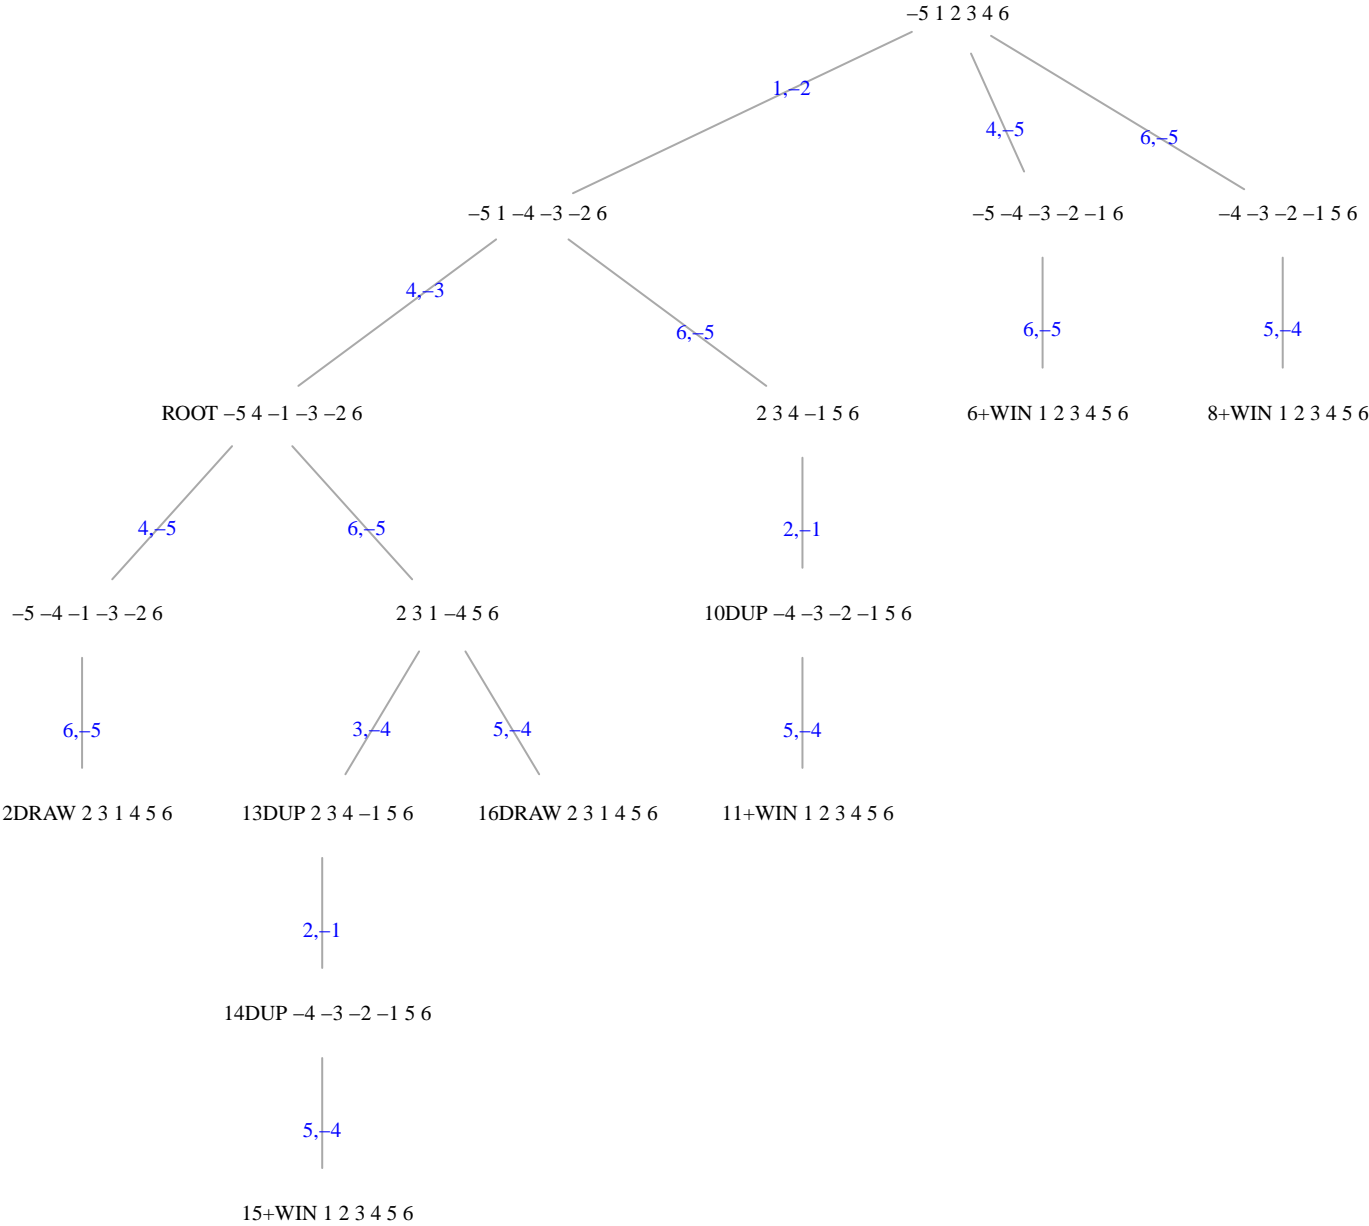 –5 1 2 3 4 6
1,–2
4,–5
6,–5
–5 1 –4 –3 –2 6
–5 –4 –3 –2 –1 6
–4 –3 –2 –1 5 6
4,–3
6,–5
6,–5
5,–4
ROOT –5 4 –1 –3 –2 6
2 3 4 –1 5 6
6+WIN 1 2 3 4 5 6
8+WIN 1 2 3 4 5 6
4,–5
6,–5
2,–1
–5 –4 –1 –3 –2 6
2 3 1 –4 5 6
10DUP –4 –3 –2 –1 5 6
6,–5
3,–4
5,–4
5,–4
2DRAW 2 3 1 4 5 6
13DUP 2 3 4 –1 5 6
16DRAW 2 3 1 4 5 6
11+WIN 1 2 3 4 5 6
2,–1
14DUP –4 –3 –2 –1 5 6
5,–4
15+WIN 1 2 3 4 5 6